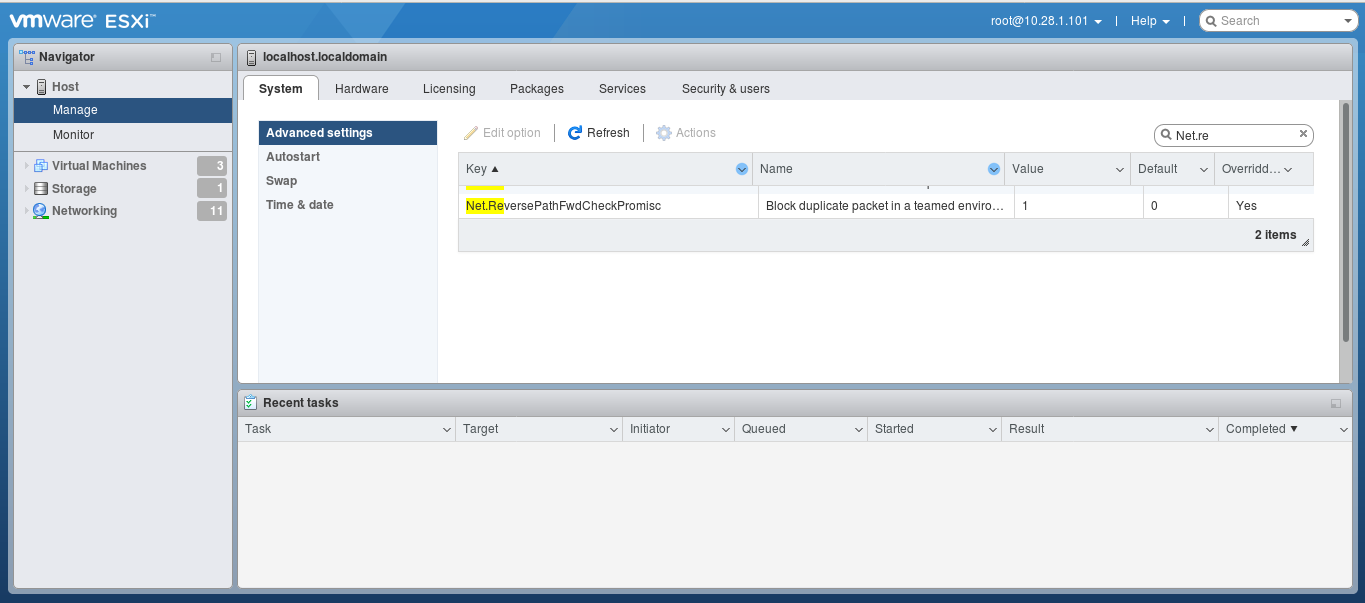 vmware ESXi™
root@10.28.1.101
Help
Search
Navigator
Host
Manage
Monitor
Virtual Machines 3
Storage 1
Networking 11
localhost.localdomain
System Hardware Licensing Packages Services Security & users
Advanced settings
Autostart
Swap
Time & date
Edit option Refresh Actions
Net.re
Key Name Value Default Overridd...
Net.ReversePathFwdCheckPromisc Block duplicate packet in a teamed enviro... 1 0 Yes
2 items
Recent tasks
Task Target Initiator Queued Started Result Completed